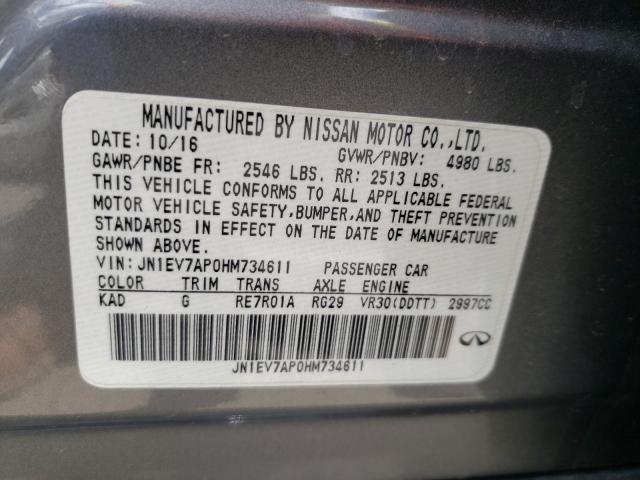 MANUFACTURED BY NISSAN MOTOR CO.,LTD.
DATE: 10/16 GVWR/PNBV: 4980 LBS.
GAWR/PNBE FR: 2546 LBS. RR: 2513 LBS.
THIS VEHICLE CONFORMS TO ALL APPLICABLE FEDERAL
MOTOR VEHICLE SAFETY,BUMPER,AND THEFT PREVENTION
STANDARDS IN EFFECT ON THE DATE OF MANUFACTURE
SHOWN ABOVE.
VIN: JN1EV7AP0HM734611 PASSENGER CAR
COLOR TRIM TRANS AXLE ENGINE
KAD G RE7R01A RG29 VR30(DDTT) 2997CC
JN1EV7AP0HM734611